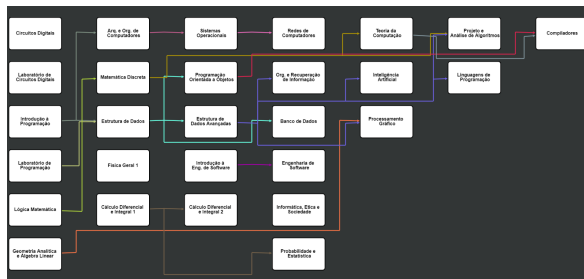 Circuitos Digitais
Arq. e Org. de
Computadores
Sistemas
Operacionais
Redes de
Computadores
Teoria da
Computação
Projeto e
Análise de Algoritmos
Compiladores
Laboratório de
Circuitos Digitais
Matemática Discreta
Programação
Orientada a Objetos
Org. e Recuperação
de Informação
Inteligência
Artificial
Linguagens de
Programação
Introdução à
Programação
Estrutura de Dados
Estrutura de
Dados Avançadas
Banco de Dados
Processamento
Gráfico
Laboratório de
Programação
Física Geral 1
Introdução à
Eng. de Software
Engenharia de
Software
Lógica Matemática
Cálculo Diferencial
e Integral 1
Cálculo Diferencial
e Integral 2
Informática, Ética e
Sociedade
Geometria Analítica
e Álgebra Linear
Probabilidade e
Estatística